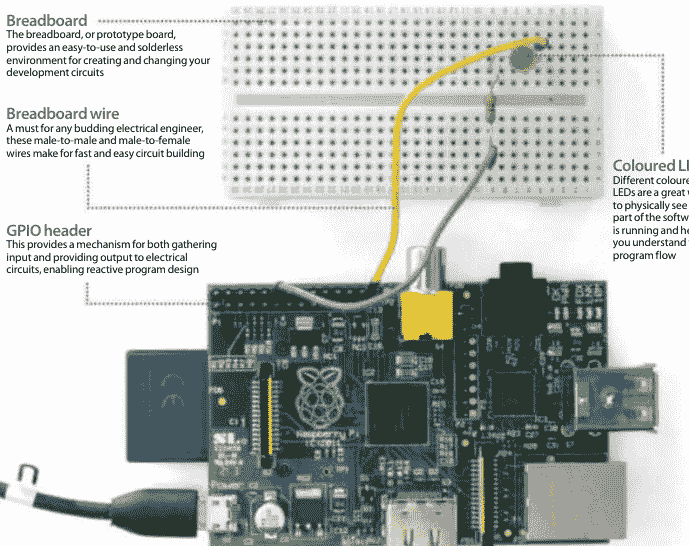 Breadboard
The breadboard, or prototype board,
provides an easy-to-use and solderless
environment for creating and changing your
development circuits
Breadboard wire
A must for any budding electrical engineer,
these male-to-male and male-to-female
wires make for fast and easy circuit building
GPIO header
This provides a mechanism for both gathering
input and providing output to electrical
circuits, enabling reactive program design
Coloured
Different
LEDs are a great
to physically see
part of the
is running and
you understand
program flow
Raspberry Pi